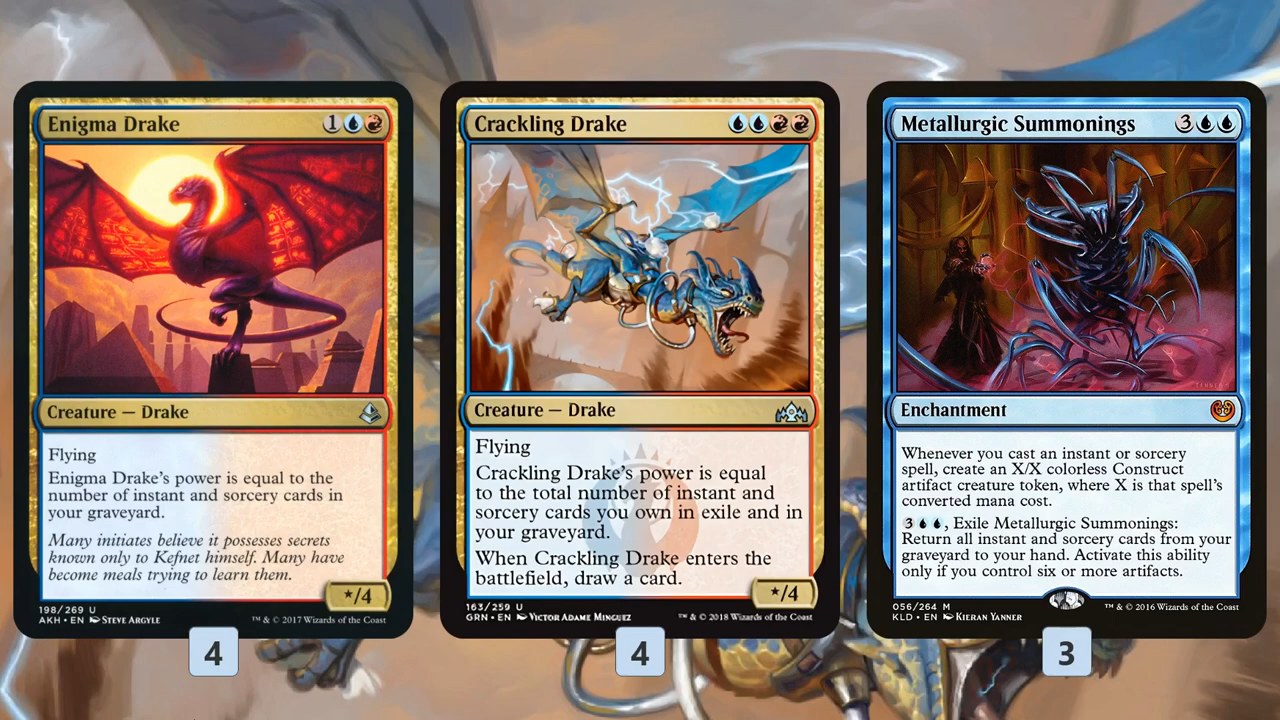 Enigma Drake 1
Creature — Drake
Flying
Enigma Drake's power is equal to the
number of instant and sorcery cards in
your graveyard.
Many initiates believe it possesses secrets
known only to Kefnet himself. Many have
become meals trying to learn them.
*/4
198/269 U
AKH • EN Steve Argyle ™ & © 2017 Wizards of the Coast
4
Crackling Drake
Creature — Drake
Flying
Crackling Drake's power is equal
to the total number of instant and
sorcery cards you own in exile and in
your graveyard.
When Crackling Drake enters the
battlefield, draw a card.
*/4
163/259 U
GRN • EN Victor Adame Minguez ™ & © 2018 Wizards of the Coast
4
Metallurgic Summonings 3
Enchantment
Whenever you cast an instant or sorcery
spell, create an X/X colorless Construct
artifact creature token, where X is that spell's
converted mana cost.
3, Exile Metallurgic Summonings:
Return all instant and sorcery cards from your
graveyard to your hand. Activate this ability
only if you control six or more artifacts.
056/264 M
KLD • EN Kieran Yanner ™ & © 2016 Wizards of the Coast
3